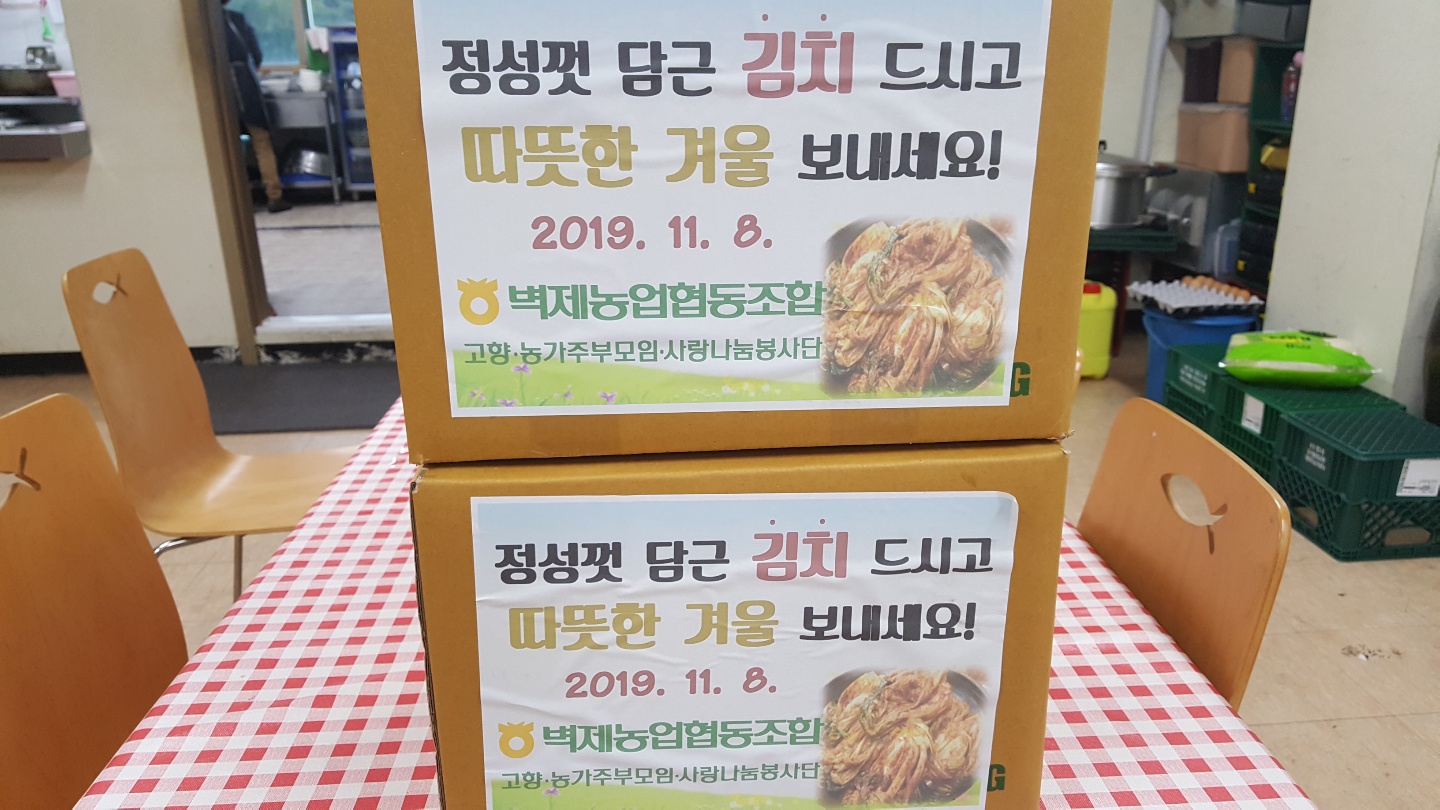 정성껏 담근 김치 드시고
따뜻한 겨울 보내세요!
2019. 11. 8.
벽제농업협동조합
고향·농가주부모임·사랑나눔봉사단
G
정성껏 담근 김치 드시고
따뜻한 겨울 보내세요!
2019. 11. 8.
벽제농업협동조합
고향·농가주부모임·사랑나눔봉사단
G